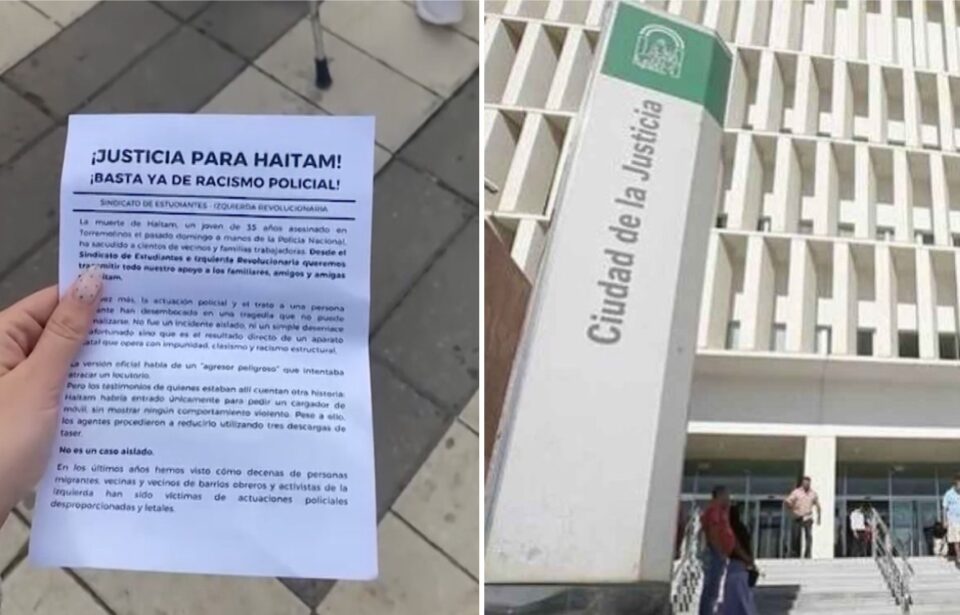 ¡JUSTICIA PARA HAITAM!
¡BASTA YA DE RACISMO POLICIAL!
SINDICATO DE ESTUDIANTES - IZQUIERDA REVOLUCIONARIA
La muerte de Haitam, un joven de 35 años asesinado en
Torremolinos el pasado domingo a manos de la Policía Nacional,
ha sacudido a cientos de vecinos y familias trabajadoras. Desde el
Sindicato de Estudiantes e Izquierda Revolucionaria queremos
transmitir todo nuestro apoyo a los familiares, amigos y amigas
Haitam.
vez más, la actuación policial y el trato a una persona
han desembocado en una tragedia que no puede
No fue un incidente aislado, ni un simple desenlace
sino que es el resultado directo de un aparato
que opera con impunidad, clasismo y racismo estructural.
La versión oficial habla de un "agresor peligroso" que intentaba
atracar un locutorio.
Pero los testimonios de quienes estaban allí cuentan otra historia:
Haitam habría entrado únicamente para pedir un cargador de
móvil, sin mostrar ningún comportamiento violento. Pese a ello,
los agentes procedieron a reducirlo utilizando tres descargas de
taser.
No es un caso aislado.
En los últimos años hemos visto cómo decenas de personas
migrantes, vecinas y vecinos de barrios obreros y activistas de la
izquierda han sido víctimas de actuaciones policiales
desproporcionadas y letales.
Ciudad de la Justicia